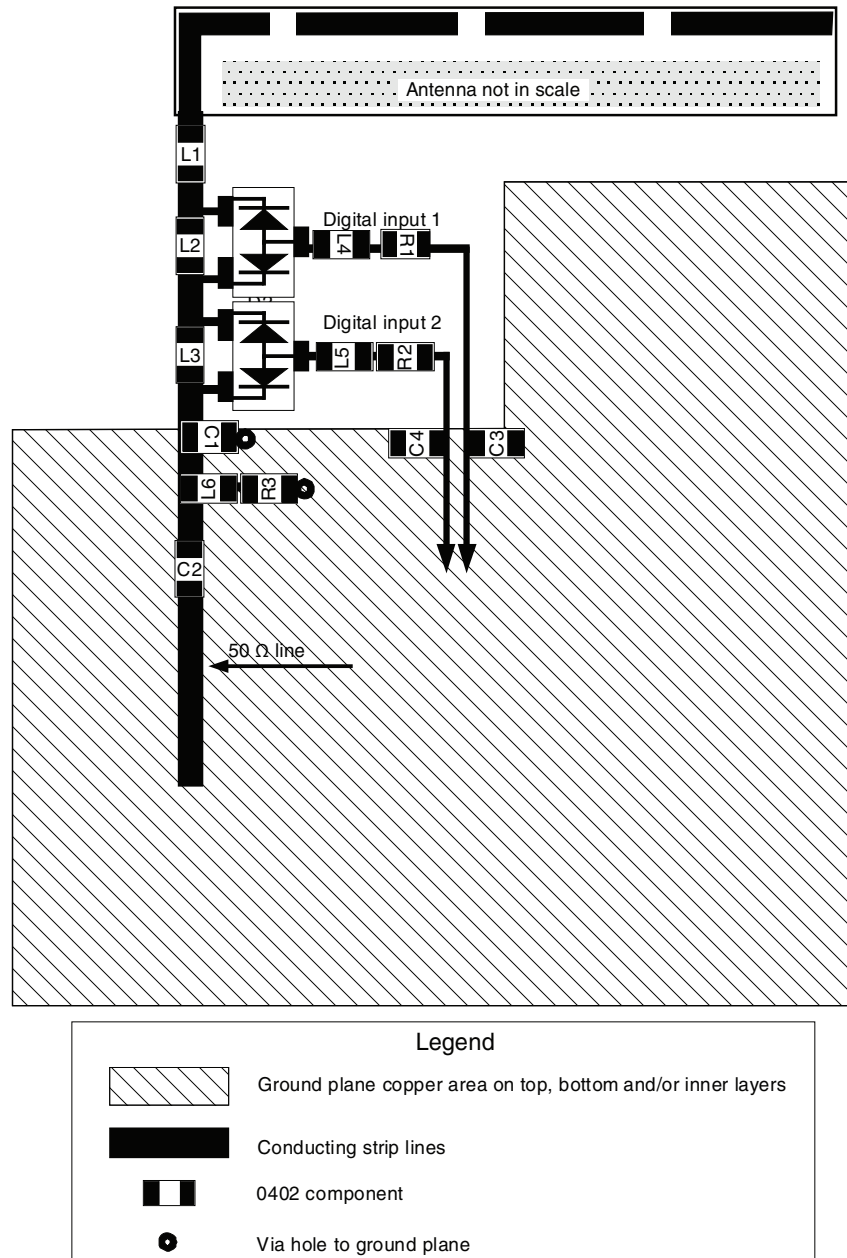 Antenna not in scale
L1
Digital input 1
L2
L4
R1
Digital input 2
L3
L5
R2
C1
C4
C3
L6
R3
C2
50 Ω line
Legend
Ground plane copper area on top, bottom and/or inner layers
Conducting strip lines
0402 component
Via hole to ground plane